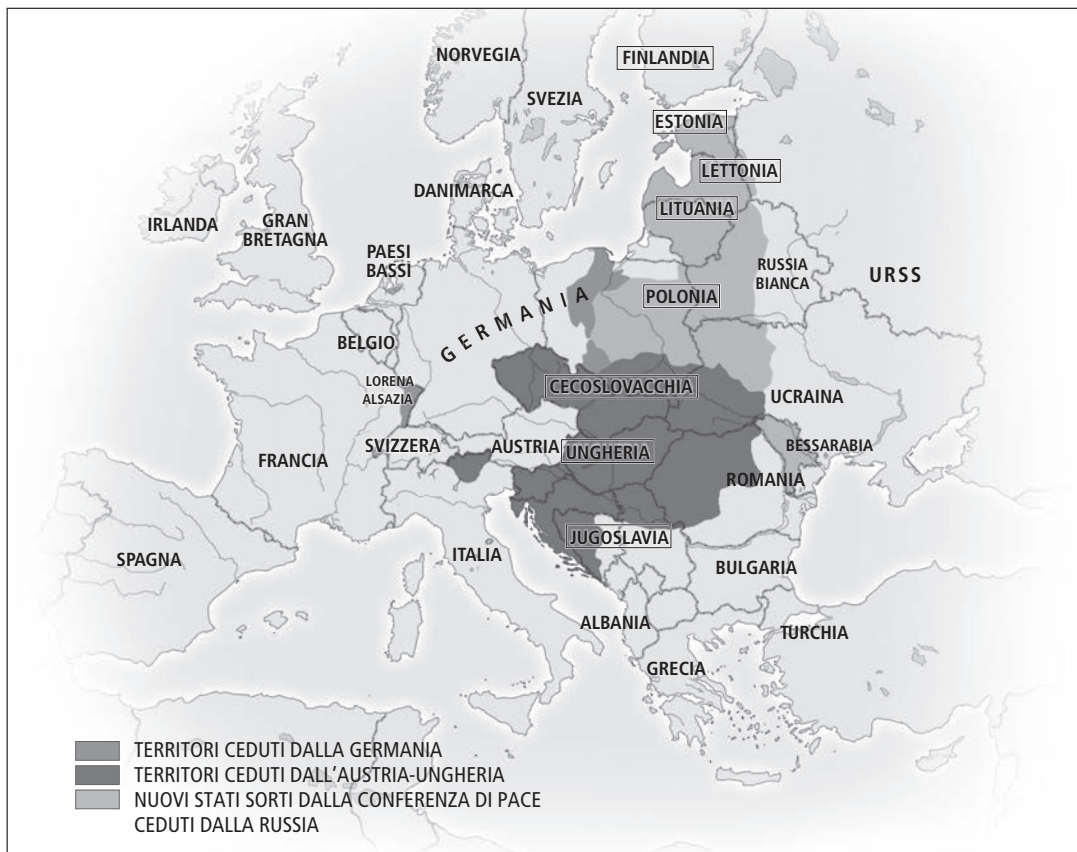 NORVEGIA
FINLANDIA
SVEZIA
ESTONIA
LETTONIA
DANIMARCA
LITUANIA
IRLANDA
GRAN
BRETAGNA
PAESI
BASSI
RUSSIA
BIANCA
URSS
POLONIA
GERMANIA
BELGIO
LORENA
ALSAZIA
CECOSLOVACCHIA
UCRAINA
SVIZZERA
AUSTRIA
UNGHERIA
BESSARABIA
FRANCIA
ROMANIA
JUGOSLAVIA
ITALIA
SPAGNA
BULGARIA
ALBANIA
TURCHIA
GRECIA
TERRITORI CEDUTI DALLA GERMANIA
TERRITORI CEDUTI DALL'AUSTRIA-UNGHERIA
NUOVI STATI SORTI DALLA CONFERENZA DI PACE
CEDUTI DALLA RUSSIA